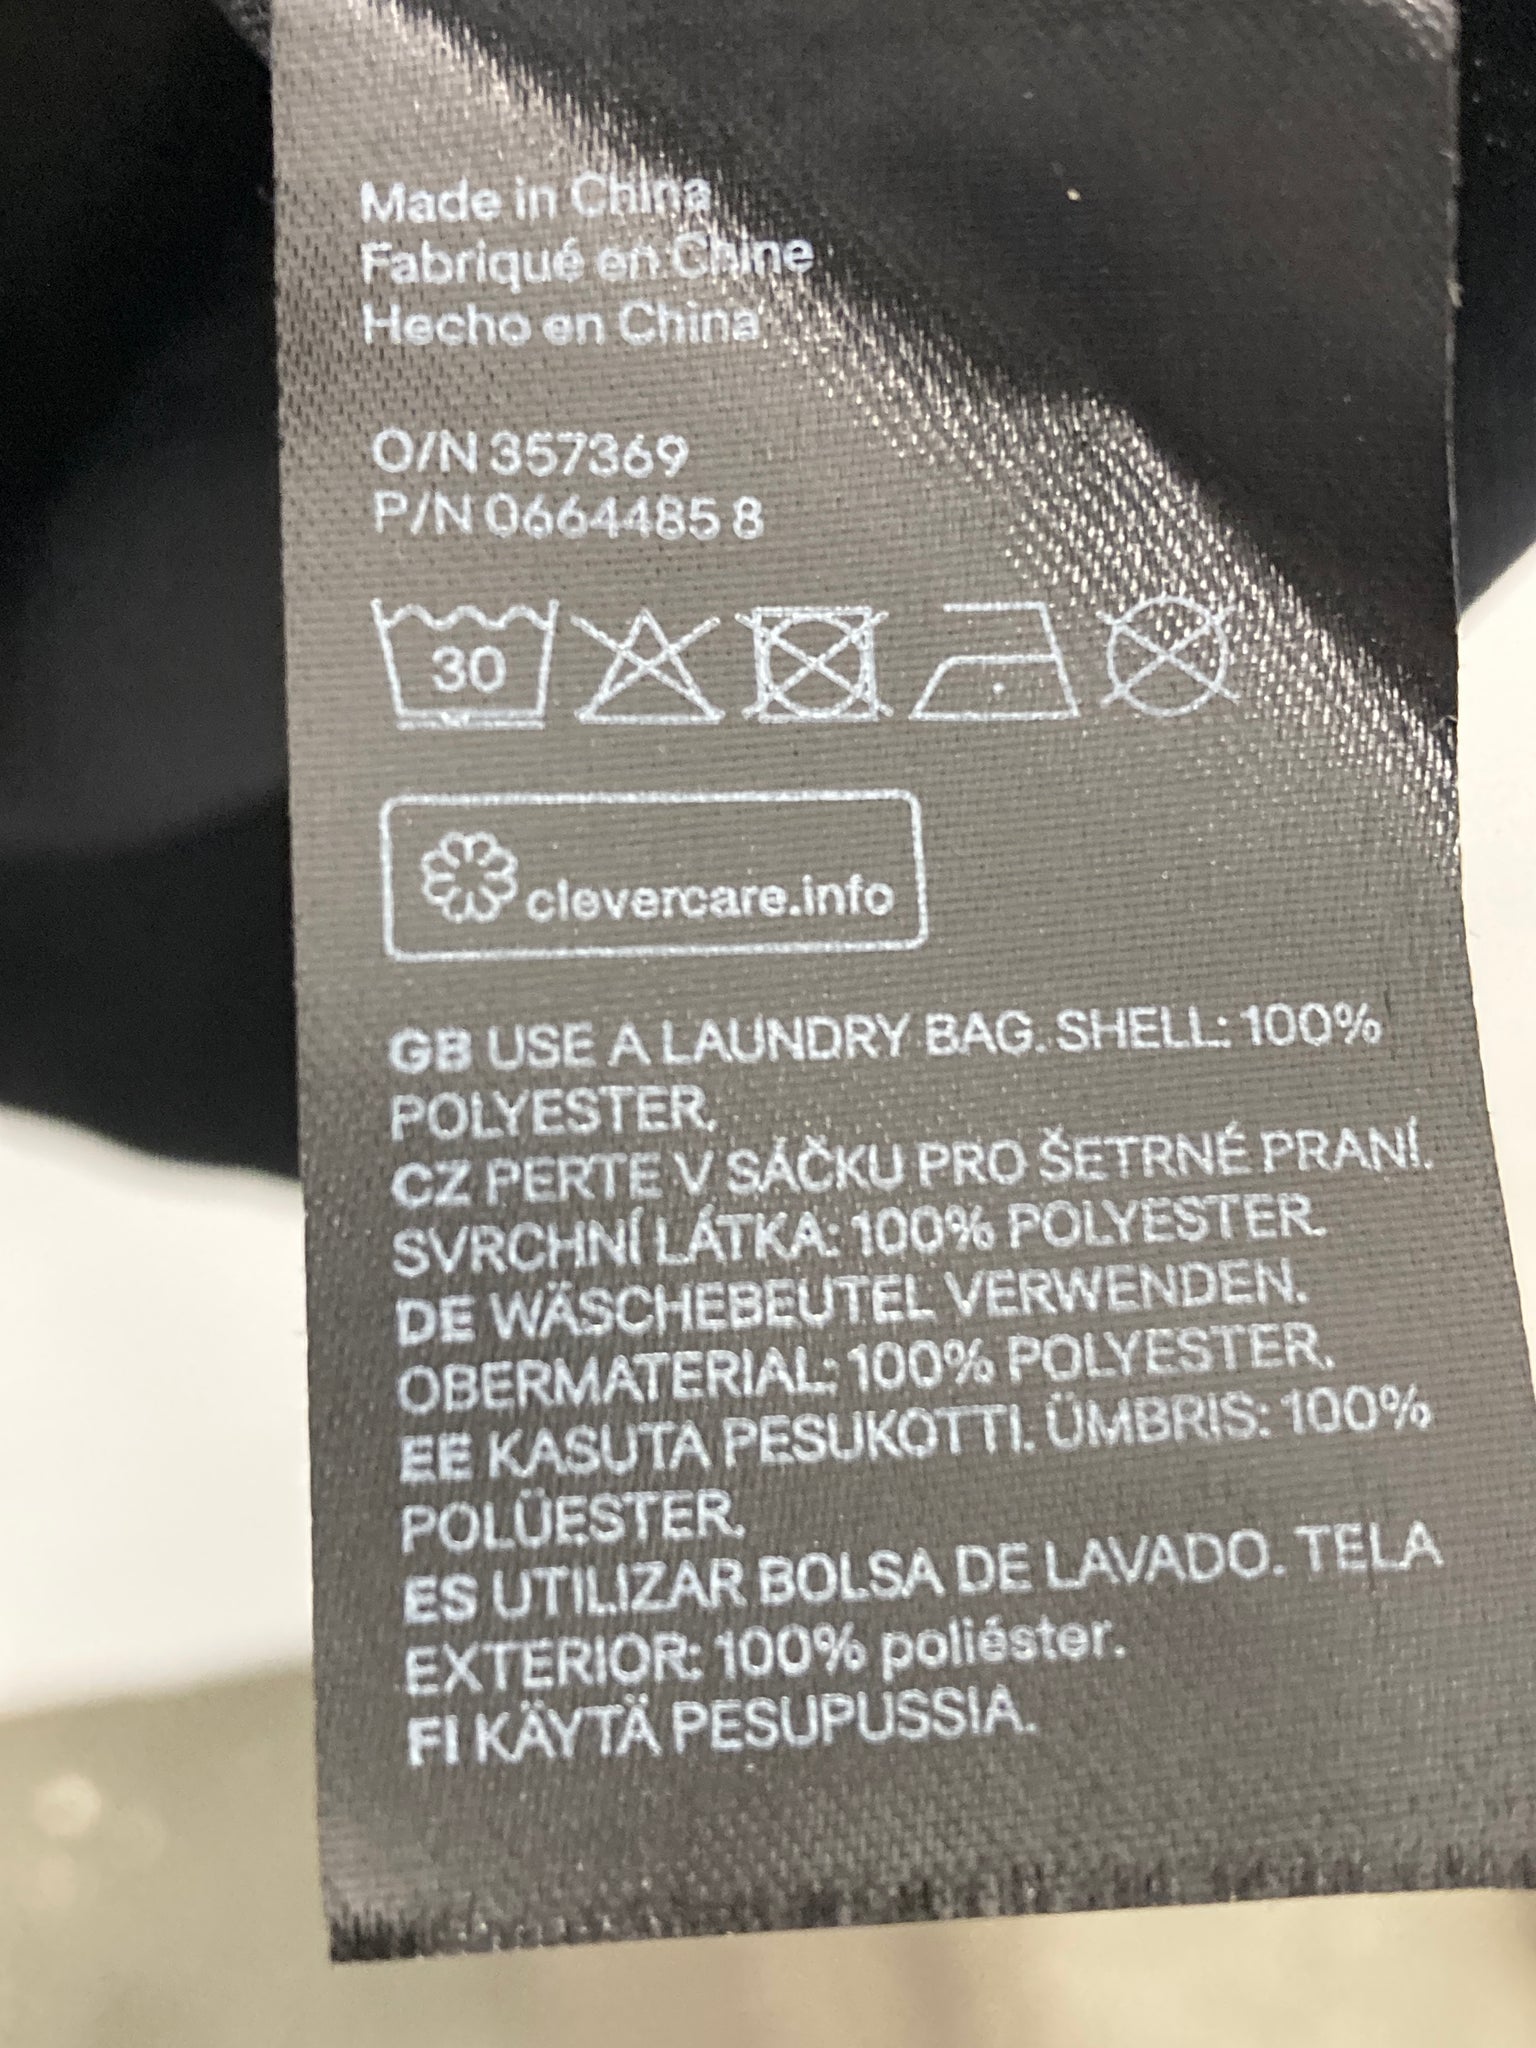 Made in China
Fabriqué en Chine
Hecho en China
O/N 357369
P/N 0664485 8
30
clevercare.info
GB USE A LAUNDRY BAG. SHELL: 100%
POLYESTER.
CZ PERTE V SÁČKU PRO ŠETRNÉ PRANÍ.
SVRCHNÍ LÁTKA: 100% POLYESTER.
DE WÄSCHEBEUTEL VERWENDEN.
OBERMATERIAL: 100% POLYESTER.
EE KASUTA PESUKOTTI. ÜMBRIS: 100%
POLÜESTER.
ES UTILIZAR BOLSA DE LAVADO. TELA
EXTERIOR: 100% poliéster.
FI KÄYTÄ PESUPUSSIA.